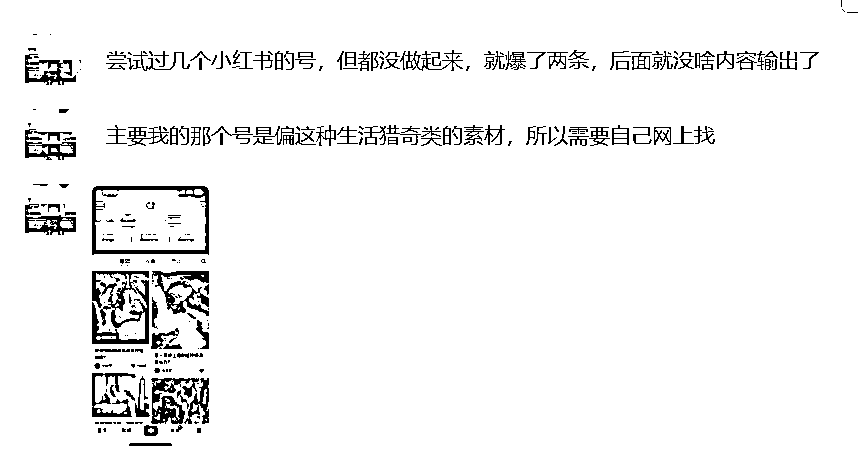 尝试过几个小红书的号，但都没做起来，就爆了两条，后面就没啥内容输出了
主要我的那个号是偏这种生活猎奇类的素材，所以需要自己网上找